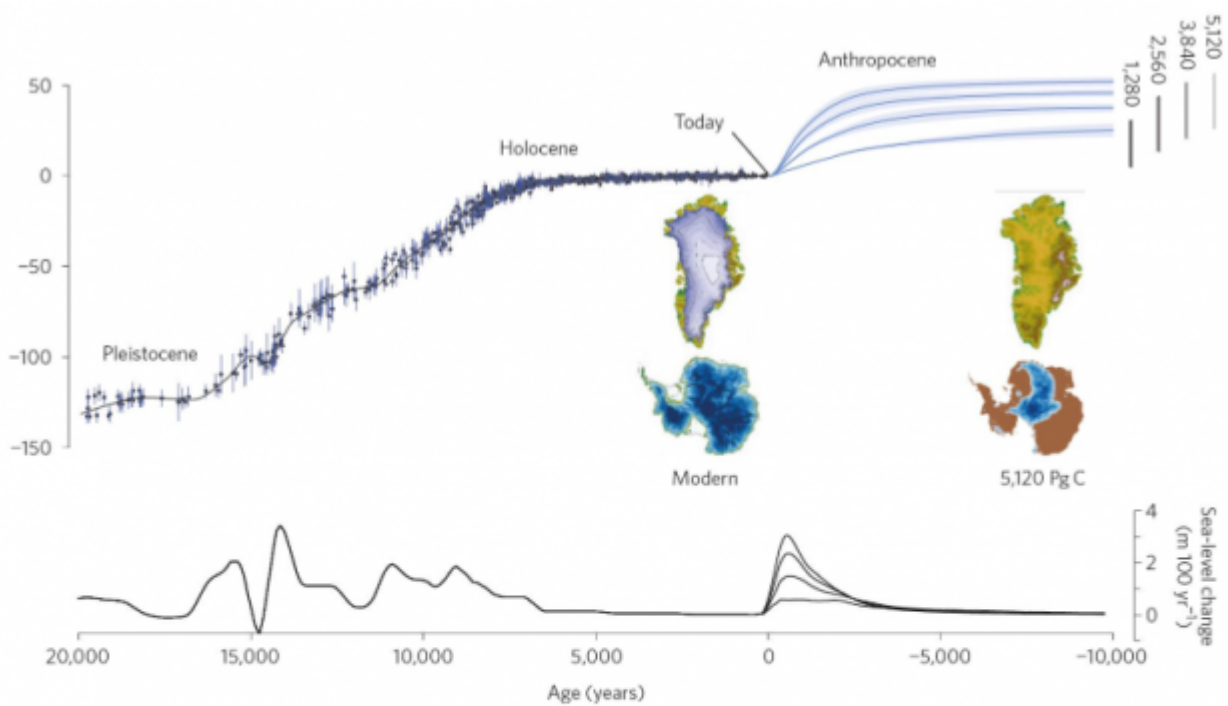 Anthropocene
1,280
2,560
3,840
5,120
50
Today
Holocene
0
−50
−100
Pleistocene
−150
Modern
5,120 Pg C
4
2
0
Sea-level change
(m 100 yr⁻¹)
20,000
15,000
10,000
5,000
0
−5,000
−10,000
Age (years)